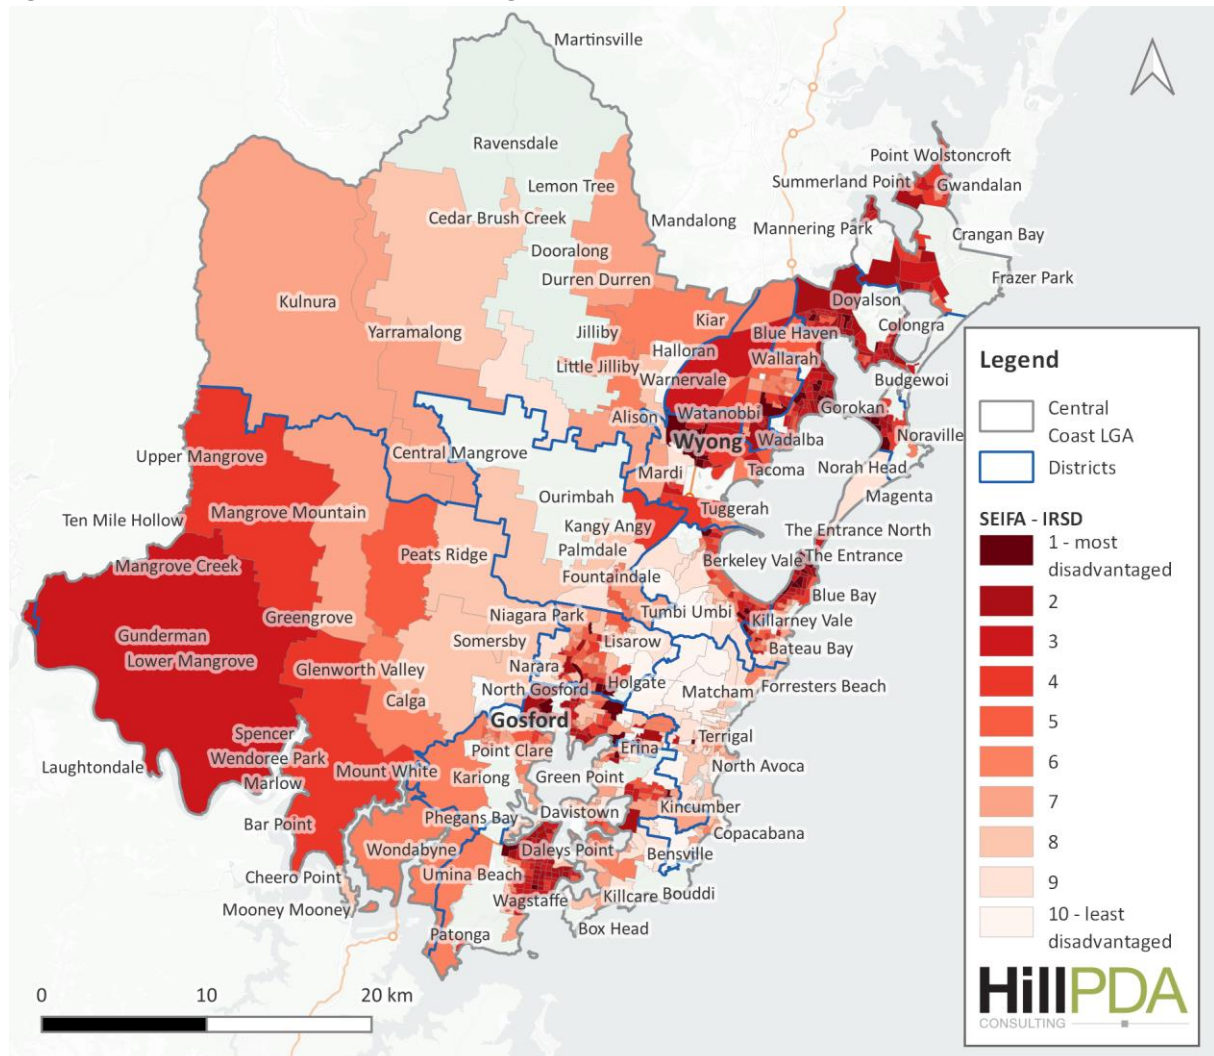 Martinsville
Ravensdale
Point Wolstoncroft
Lemon Tree
Summerland Point
Gwandalan
Cedar Brush Creek
Mandalong
Mannering Park
Crangan Bay
Dooralong
Frazer Park
Durren Durren
Kulnura
Doyalson
Kiar
Colongra
Yarramalong
Jilliby
Blue Haven
Halloran
Wallarah
Little Jilliby
Warnervale
Budgewoi
Alison
Watanobbi
Gorokan
Wyong
Wadalba
Noraville
Upper Mangrove
Central Mangrove
Mardi
Tacoma
Norah Head
Ourimbah
Magenta
Ten Mile Hollow
Mangrove Mountain
Kangy Angy
Tuggerah
The Entrance North
Peats Ridge
Palmdale
Berkeley Vale
The Entrance
Mangrove Creek
Fountaindale
Blue Bay
Greengrove
Niagara Park
Tumbi Umbi
Killarney Vale
Gunderman
Somersby
Lisarow
Bateau Bay
Lower Mangrove
Glenworth Valley
Narara
Holgate
North Gosford
Matcham
Forresters Beach
Calga
Gosford
Spencer
Terrigal
Point Clare
Erina
Wendoree Park
Laughtondale
Mount White
Kariong
Green Point
North Avoca
Marlow
Bar Point
Phegans Bay
Davistown
Kincumber
Copacabana
Wondabyne
Daleys Point
Bensville
Cheero Point
Umina Beach
Wagstaffe
Killcare
Bouddi
Mooney Mooney
Box Head
Patonga
0 10 20 km
Legend
Central
Coast LGA
Districts
SEIFA - IRSD
1 - most
disadvantaged
2
3
4
5
6
7
8
9
10 - least
disadvantaged
HillPDA
CONSULTING